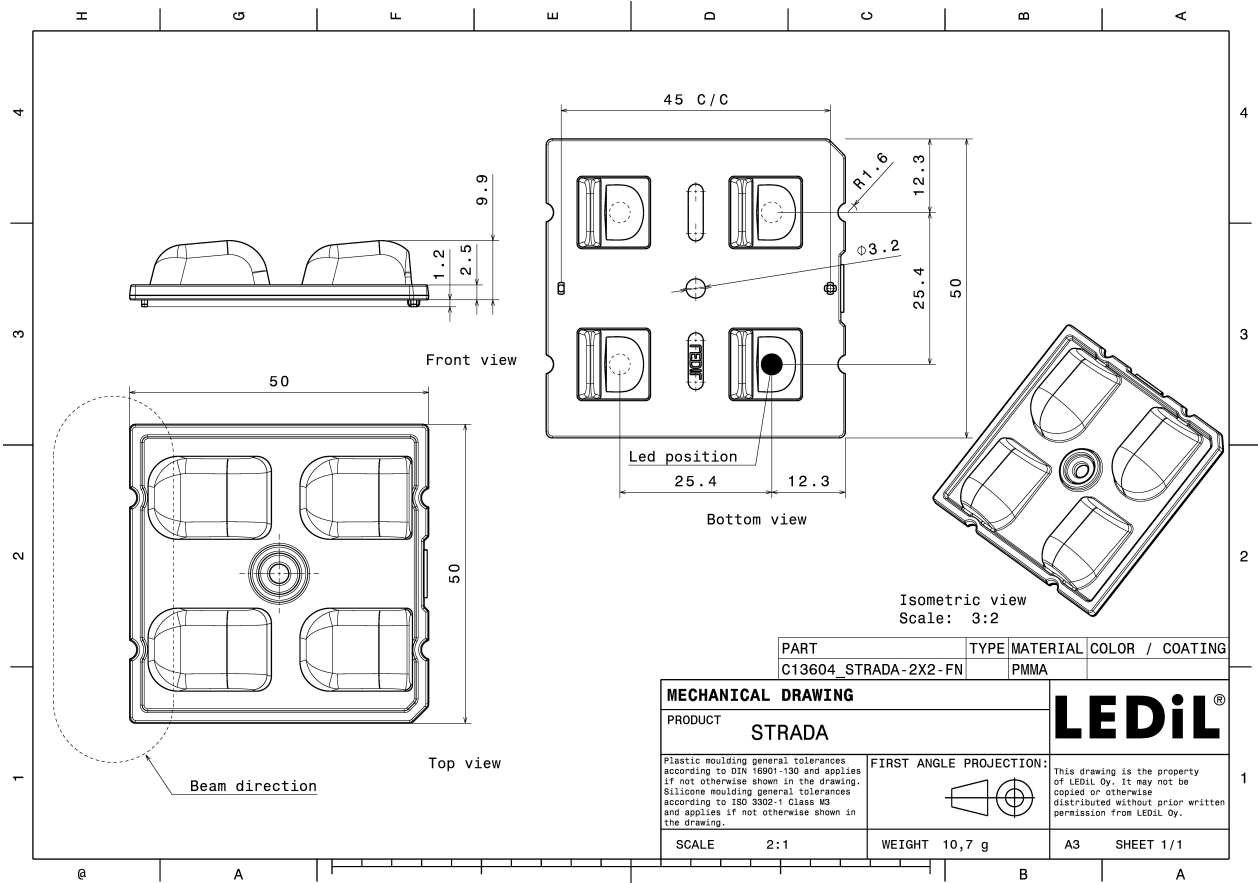 H G F E D C B A
4
45 C/C
4
R1.6
12.3
9.9
⌀3.2
1.2
2.5
25.4
50
3
LEDiL
3
Front view
50
Led position
25.4
12.3
Bottom view
2
50
2
Isometric view
Scale: 3:2
PART TYPE MATERIAL COLOR / COATING
C13604_STRADA-2X2-FN PMMA
MECHANICAL DRAWING
LEDiL®
PRODUCT
STRADA
Top view
Plastic moulding general tolerances
according to DIN 16901-130 and applies
if not otherwise shown in the drawing.
Silicone moulding general tolerances
according to ISO 3302-1 Class M3
and applies if not otherwise shown in
the drawing.
FIRST ANGLE PROJECTION:
This drawing is the property
of LEDiL Oy. It may not be
copied or otherwise
distributed without prior written
permission from LEDiL Oy.
1
Beam direction
1
SCALE 2:1
WEIGHT 10,7 g
A3 SHEET 1/1
@ A B A